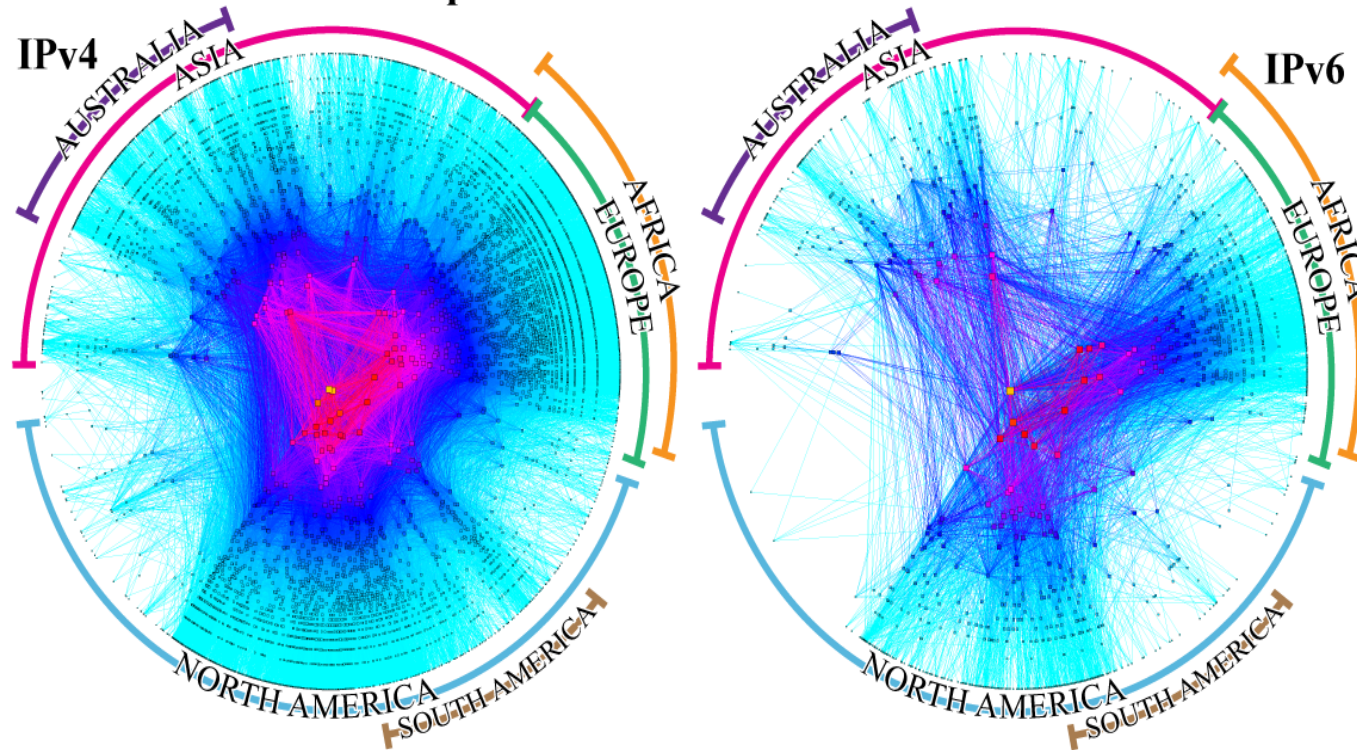 IPv4
AUSTRALIA
ASIA
AFRICA
EUROPE
NORTH AMERICA
SOUTH AMERICA
IPv6
AUSTRALIA
ASIA
AFRICA
EUROPE
NORTH AMERICA
SOUTH AMERICA